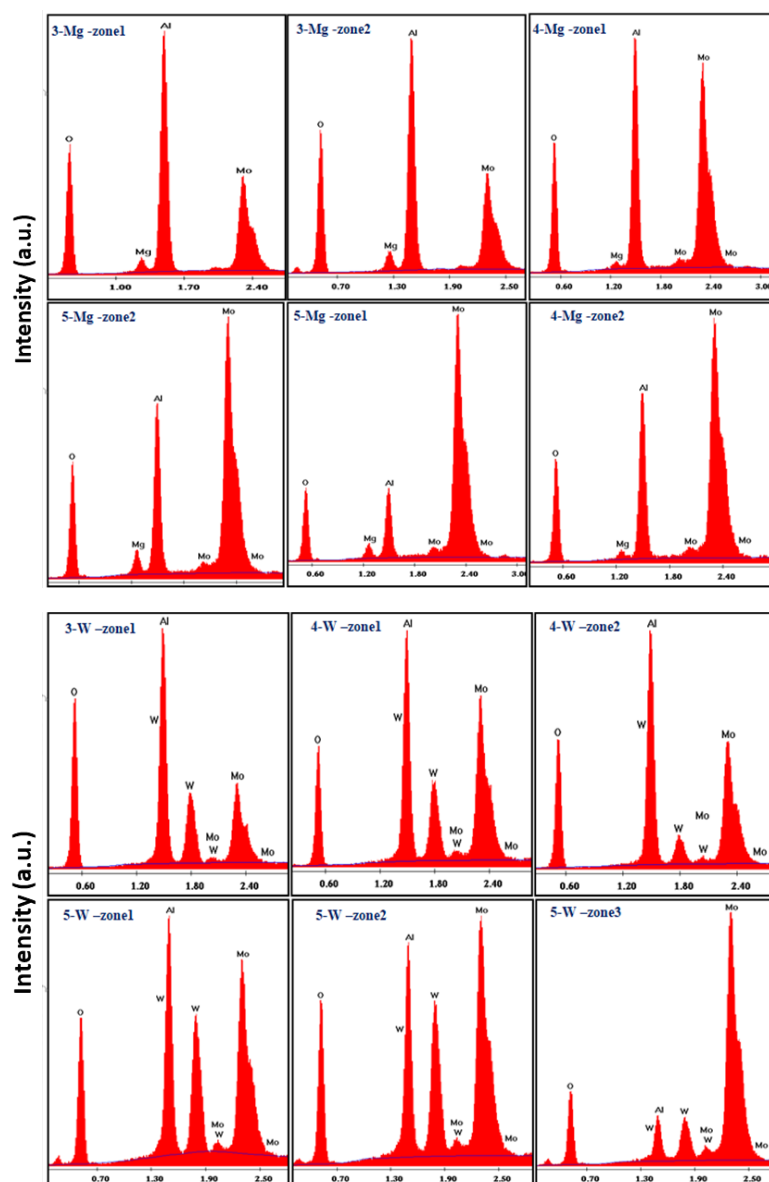 Intensity (a.u.)
3-Mg -zone1
O
Mg
Al
Mo
1.00 1.70 2.40
3-Mg -zone2
O
Mg
Al
Mo
0.70 1.30 1.90 2.50
4-Mg -zone1
O
Mg
Al
Mo
Mo
Mo
0.60 1.20 1.80 2.40 3.00
5-Mg -zone2
O
Mg
Al
Mo
Mo
Mo
5-Mg -zone1
O
Mg
Al
Mo
Mo
Mo
0.60 1.20 1.80 2.40 3.00
4-Mg -zone2
O
Mg
Al
Mo
Mo
Mo
0.60 1.20 1.80 2.40
Intensity (a.u.)
3-W –zone1
O
W
Al
W
Mo
W
Mo
Mo
0.60 1.20 1.80 2.40
4-W –zone1
O
W
Al
W
Mo
W
Mo
Mo
0.60 1.20 1.80 2.40
4-W –zone2
O
W
Al
W
Mo
W
Mo
Mo
0.60 1.20 1.80 2.40
5-W –zone1
O
W
Al
W
Mo
W
Mo
Mo
0.70 1.30 1.90 2.50
5-W –zone2
O
W
Al
W
Mo
W
Mo
Mo
0.70 1.30 1.90 2.50
5-W –zone3
O
W
Al
W
Mo
W
Mo
Mo
0.70 1.30 1.90 2.50